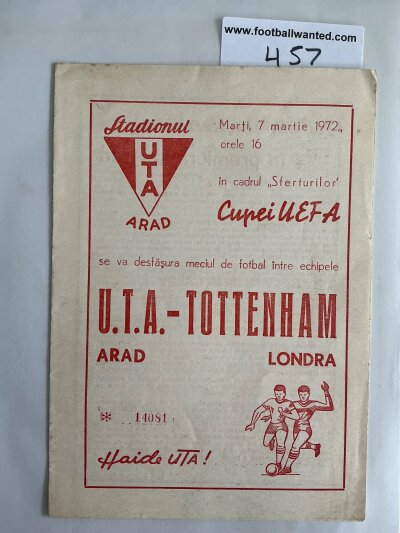 www.footballwanted.com
457
Stadionul
UTA
ARAD
Marți, 7 martie 1972,,
orele 16
în cadrul „Sferturilor"
Cupei UEFA
se va desfășura meciul de fotbal între echipele
U.T.A.-TOTTENHAM
ARAD LONDRA
* 14081
Haide UTA!